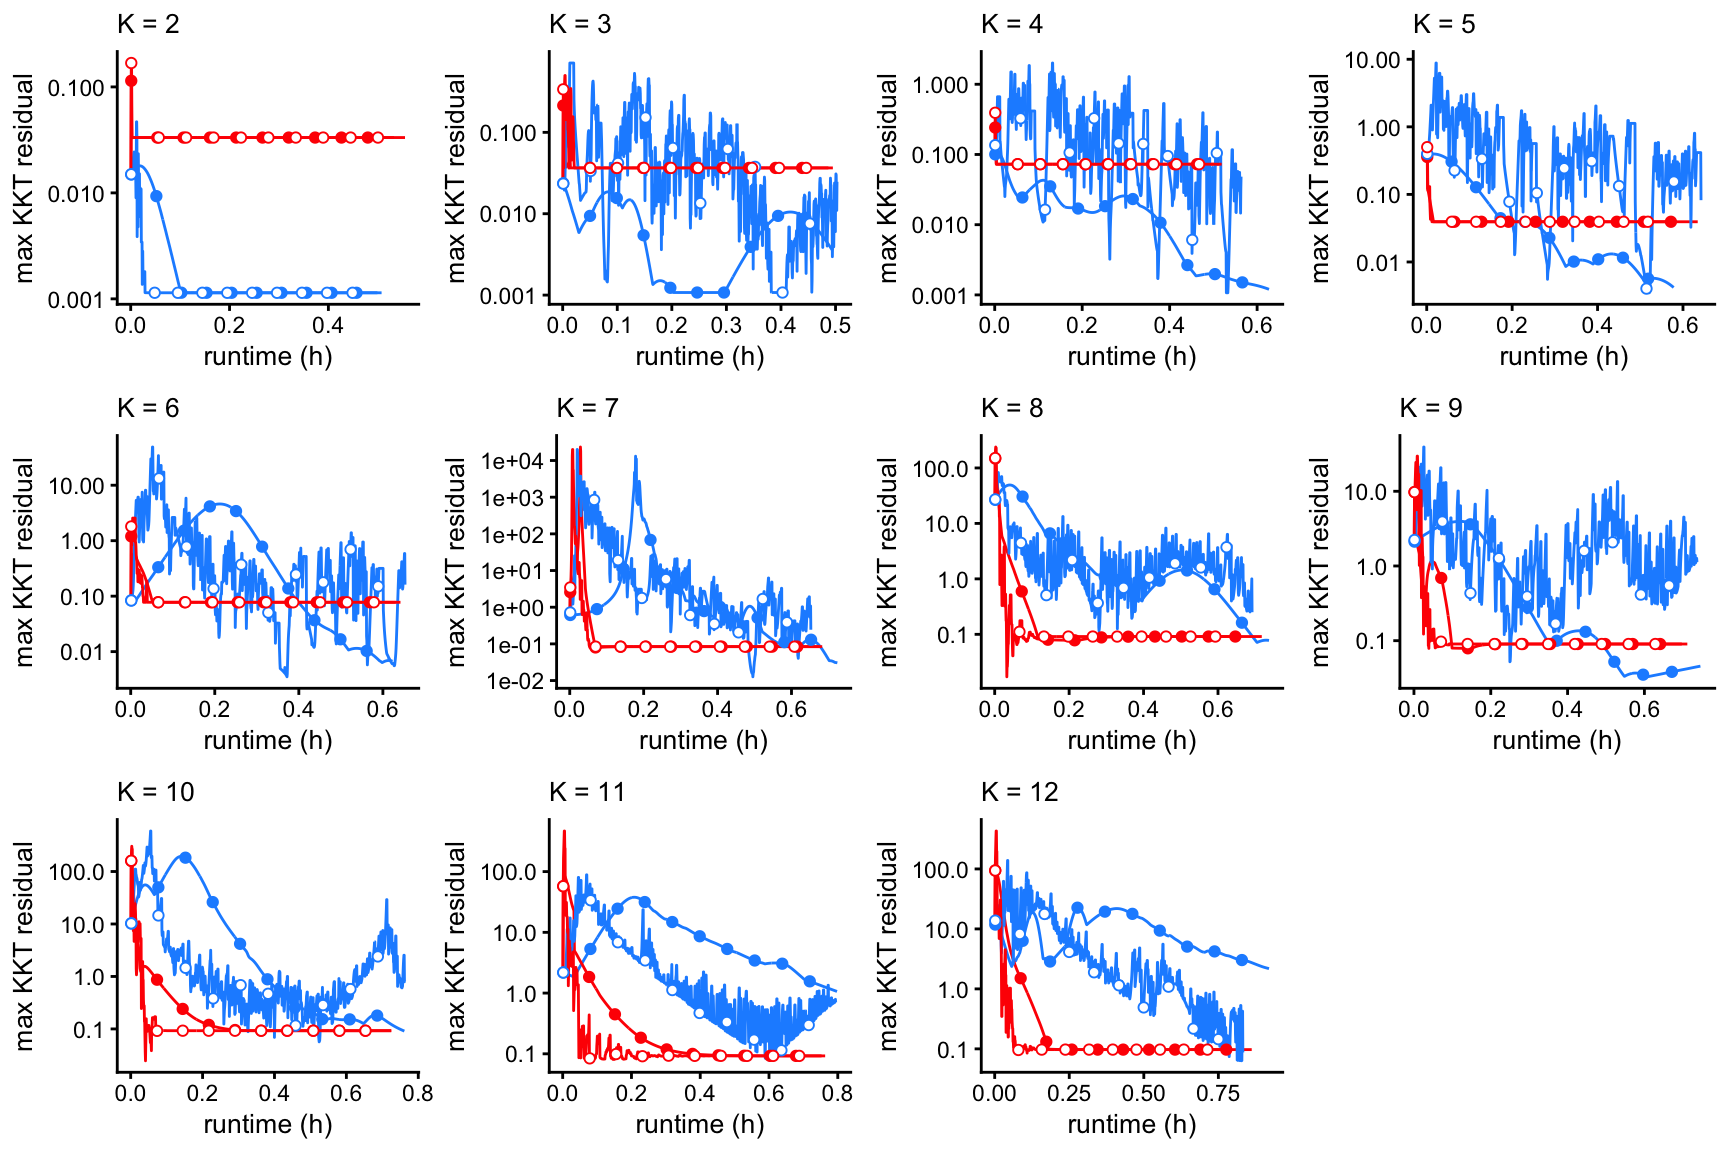 K = 2
max KKT residual
0.100
0.010
0.001
0.0 0.2 0.4
runtime (h)
K = 3
max KKT residual
0.100
0.010
0.001
0.0 0.1 0.2 0.3 0.4 0.5
runtime (h)
K = 4
max KKT residual
1.000
0.100
0.010
0.001
0.0 0.2 0.4 0.6
runtime (h)
K = 5
max KKT residual
10.00
1.00
0.10
0.01
0.0 0.2 0.4 0.6
runtime (h)
K = 6
max KKT residual
10.00
1.00
0.10
0.01
0.0 0.2 0.4 0.6
runtime (h)
K = 7
max KKT residual
1e+04
1e+03
1e+02
1e+01
1e+00
1e-01
1e-02
0.0 0.2 0.4 0.6
runtime (h)
K = 8
max KKT residual
100.0
10.0
1.0
0.1
0.0 0.2 0.4 0.6
runtime (h)
K = 9
max KKT residual
10.0
1.0
0.1
0.0 0.2 0.4 0.6
runtime (h)
K = 10
max KKT residual
100.0
10.0
1.0
0.1
0.0 0.2 0.4 0.6 0.8
runtime (h)
K = 11
max KKT residual
100.0
10.0
1.0
0.1
0.0 0.2 0.4 0.6 0.8
runtime (h)
K = 12
max KKT residual
100.0
10.0
1.0
0.1
0.00 0.25 0.50 0.75
runtime (h)